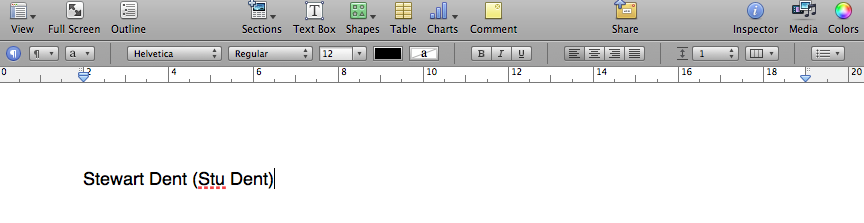 View Full Screen Outline Sections Text Box Shapes Table Charts Comment Share Inspector Media Colors
¶ ¶ a Helvetica Regular 12 a B I U 1
0 2 4 6 8 10 12 14 16 18 20
Stewart Dent (Stu Dent)